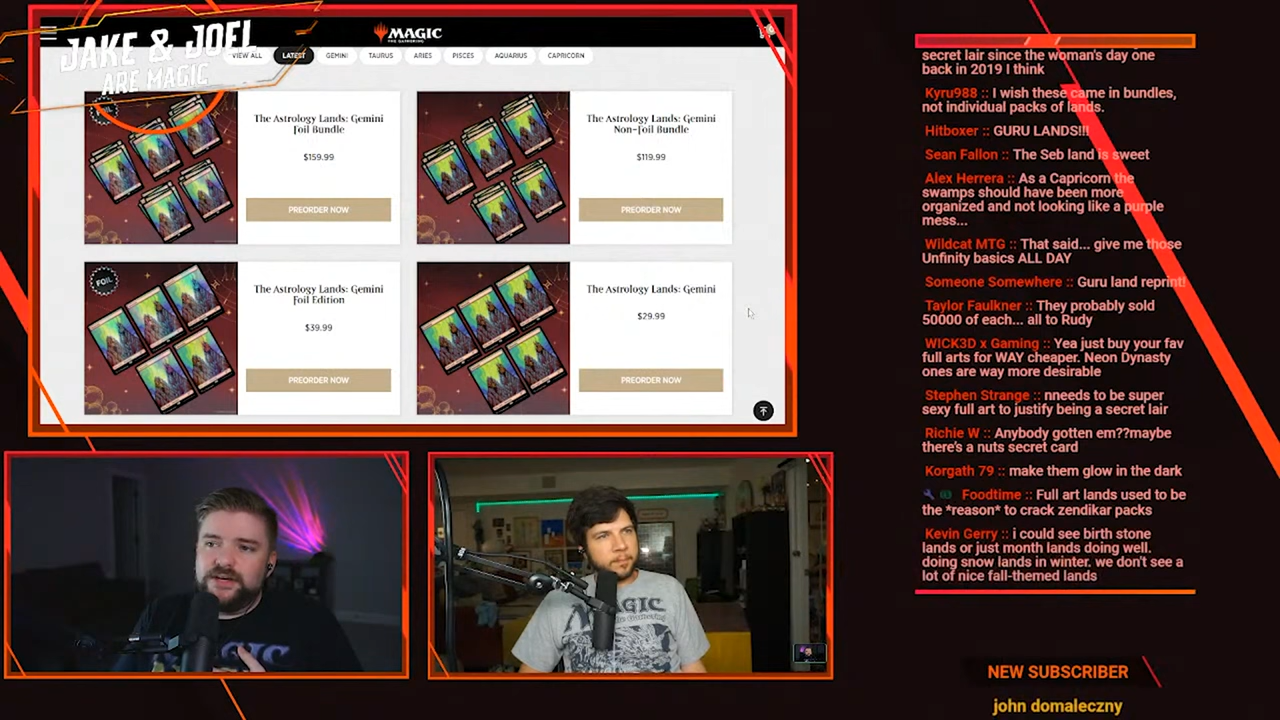 JAKE & JOEL
ARE MAGIC
MAGIC
THE GATHERING
VIEW ALL
LATEST
GEMINI
TAURUS
ARIES
PISCES
AQUARIUS
CAPRICORN
The Astrology Lands: Gemini
Foil Bundle
$159.99
PREORDER NOW
The Astrology Lands: Gemini
Non-Foil Bundle
$119.99
PREORDER NOW
FOIL
The Astrology Lands: Gemini
Foil Edition
$39.99
PREORDER NOW
The Astrology Lands: Gemini
$29.99
PREORDER NOW
MAGIC
MAGIC
The Gathering
secret lair since the woman's day one
back in 2019 I think
Kyru988 :: I wish these came in bundles,
not individual packs of lands.
Hitboxer :: GURU LANDS!!!
Sean Fallon :: The Seb land is sweet
Alex Herrera :: As a Capricorn the
swamps should have been more
organized and not looking like a purple
mess...
Wildcat MTG :: That said... give me those
Unfinity basics ALL DAY
Someone Somewhere :: Guru land reprint!
Taylor Faulkner :: They probably sold
50000 of each... all to Rudy
WICK3D x Gaming :: Yea just buy your fav
full arts for WAY cheaper. Neon Dynasty
ones are way more desirable
Stephen Strange :: nneeds to be super
sexy full art to justify being a secret lair
Richie W :: Anybody gotten em??maybe
there's a nuts secret card
Korgath 79 :: make them glow in the dark
Foodtime :: Full art lands used to be
the *reason* to crack zendikar packs
Kevin Gerry :: i could see birth stone
lands or just month lands doing well.
doing snow lands in winter. we don't see a
lot of nice fall-themed lands
NEW SUBSCRIBER
john domaleczny